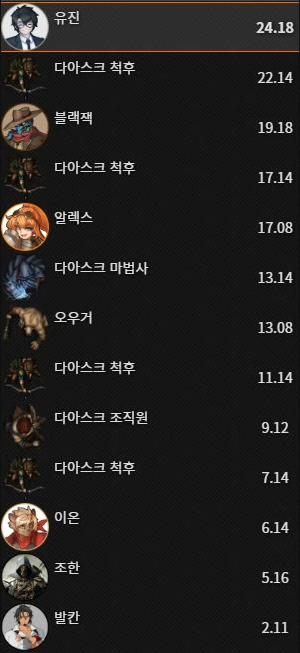 유진
24.18
다아스크 척후
22.14
블랙잭
19.18
다아스크 척후
17.14
알렉스
17.08
다아스크 마법사
13.14
오우거
13.08
다아스크 척후
11.14
다아스크 조직원
9.12
다아스크 척후
7.14
이온
6.14
조한
5.16
발칸
2.11